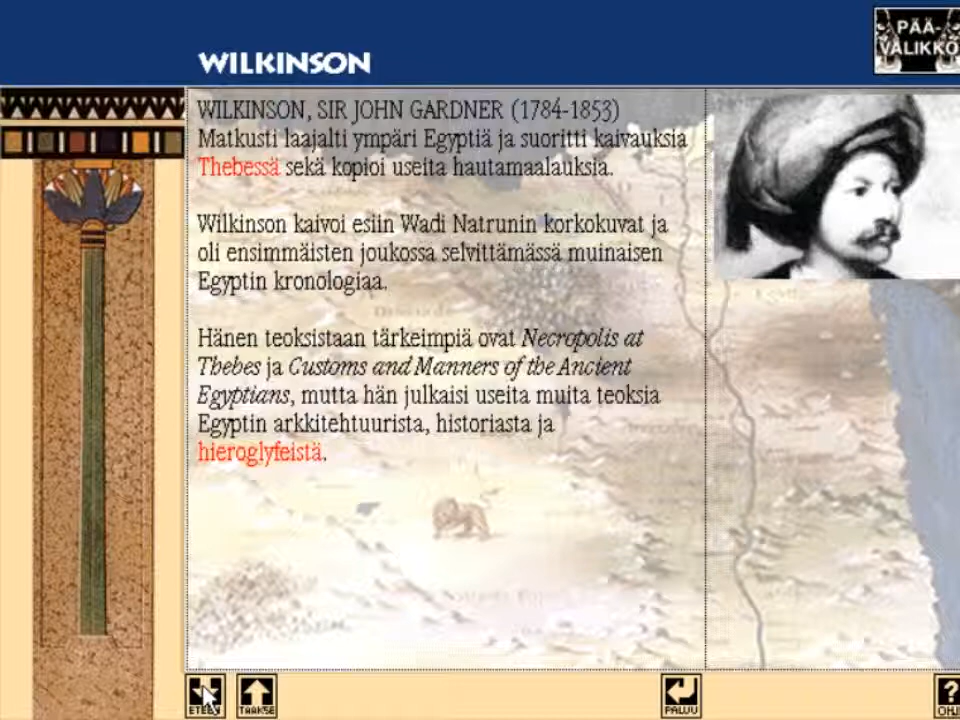 PÄÄ-
VALIKKO
WILKINSON
WILKINSON, SIR JOHN GARDNER (1784-1853)
Matkusti laajalti ympäri Egyptiä ja suoritti kaivauksia
Thebessä sekä kopioi useita hautamaalauksia.
Wilkinson kaivoi esiin Wadi Natrunin korkokuvat ja
oli ensimmäisten joukossa selvittämässä muinaisen
Egyptin kronologiaa.
Hänen teoksistaan tärkeimpiä ovat Necropolis at
Thebes ja Customs and Manners of the Ancient
Egyptians, mutta hän julkaisi useita muita teoksia
Egyptin arkkitehtuurista, historiasta ja
hieroglyfeistä.
ETEEN TAAKSE PALUU